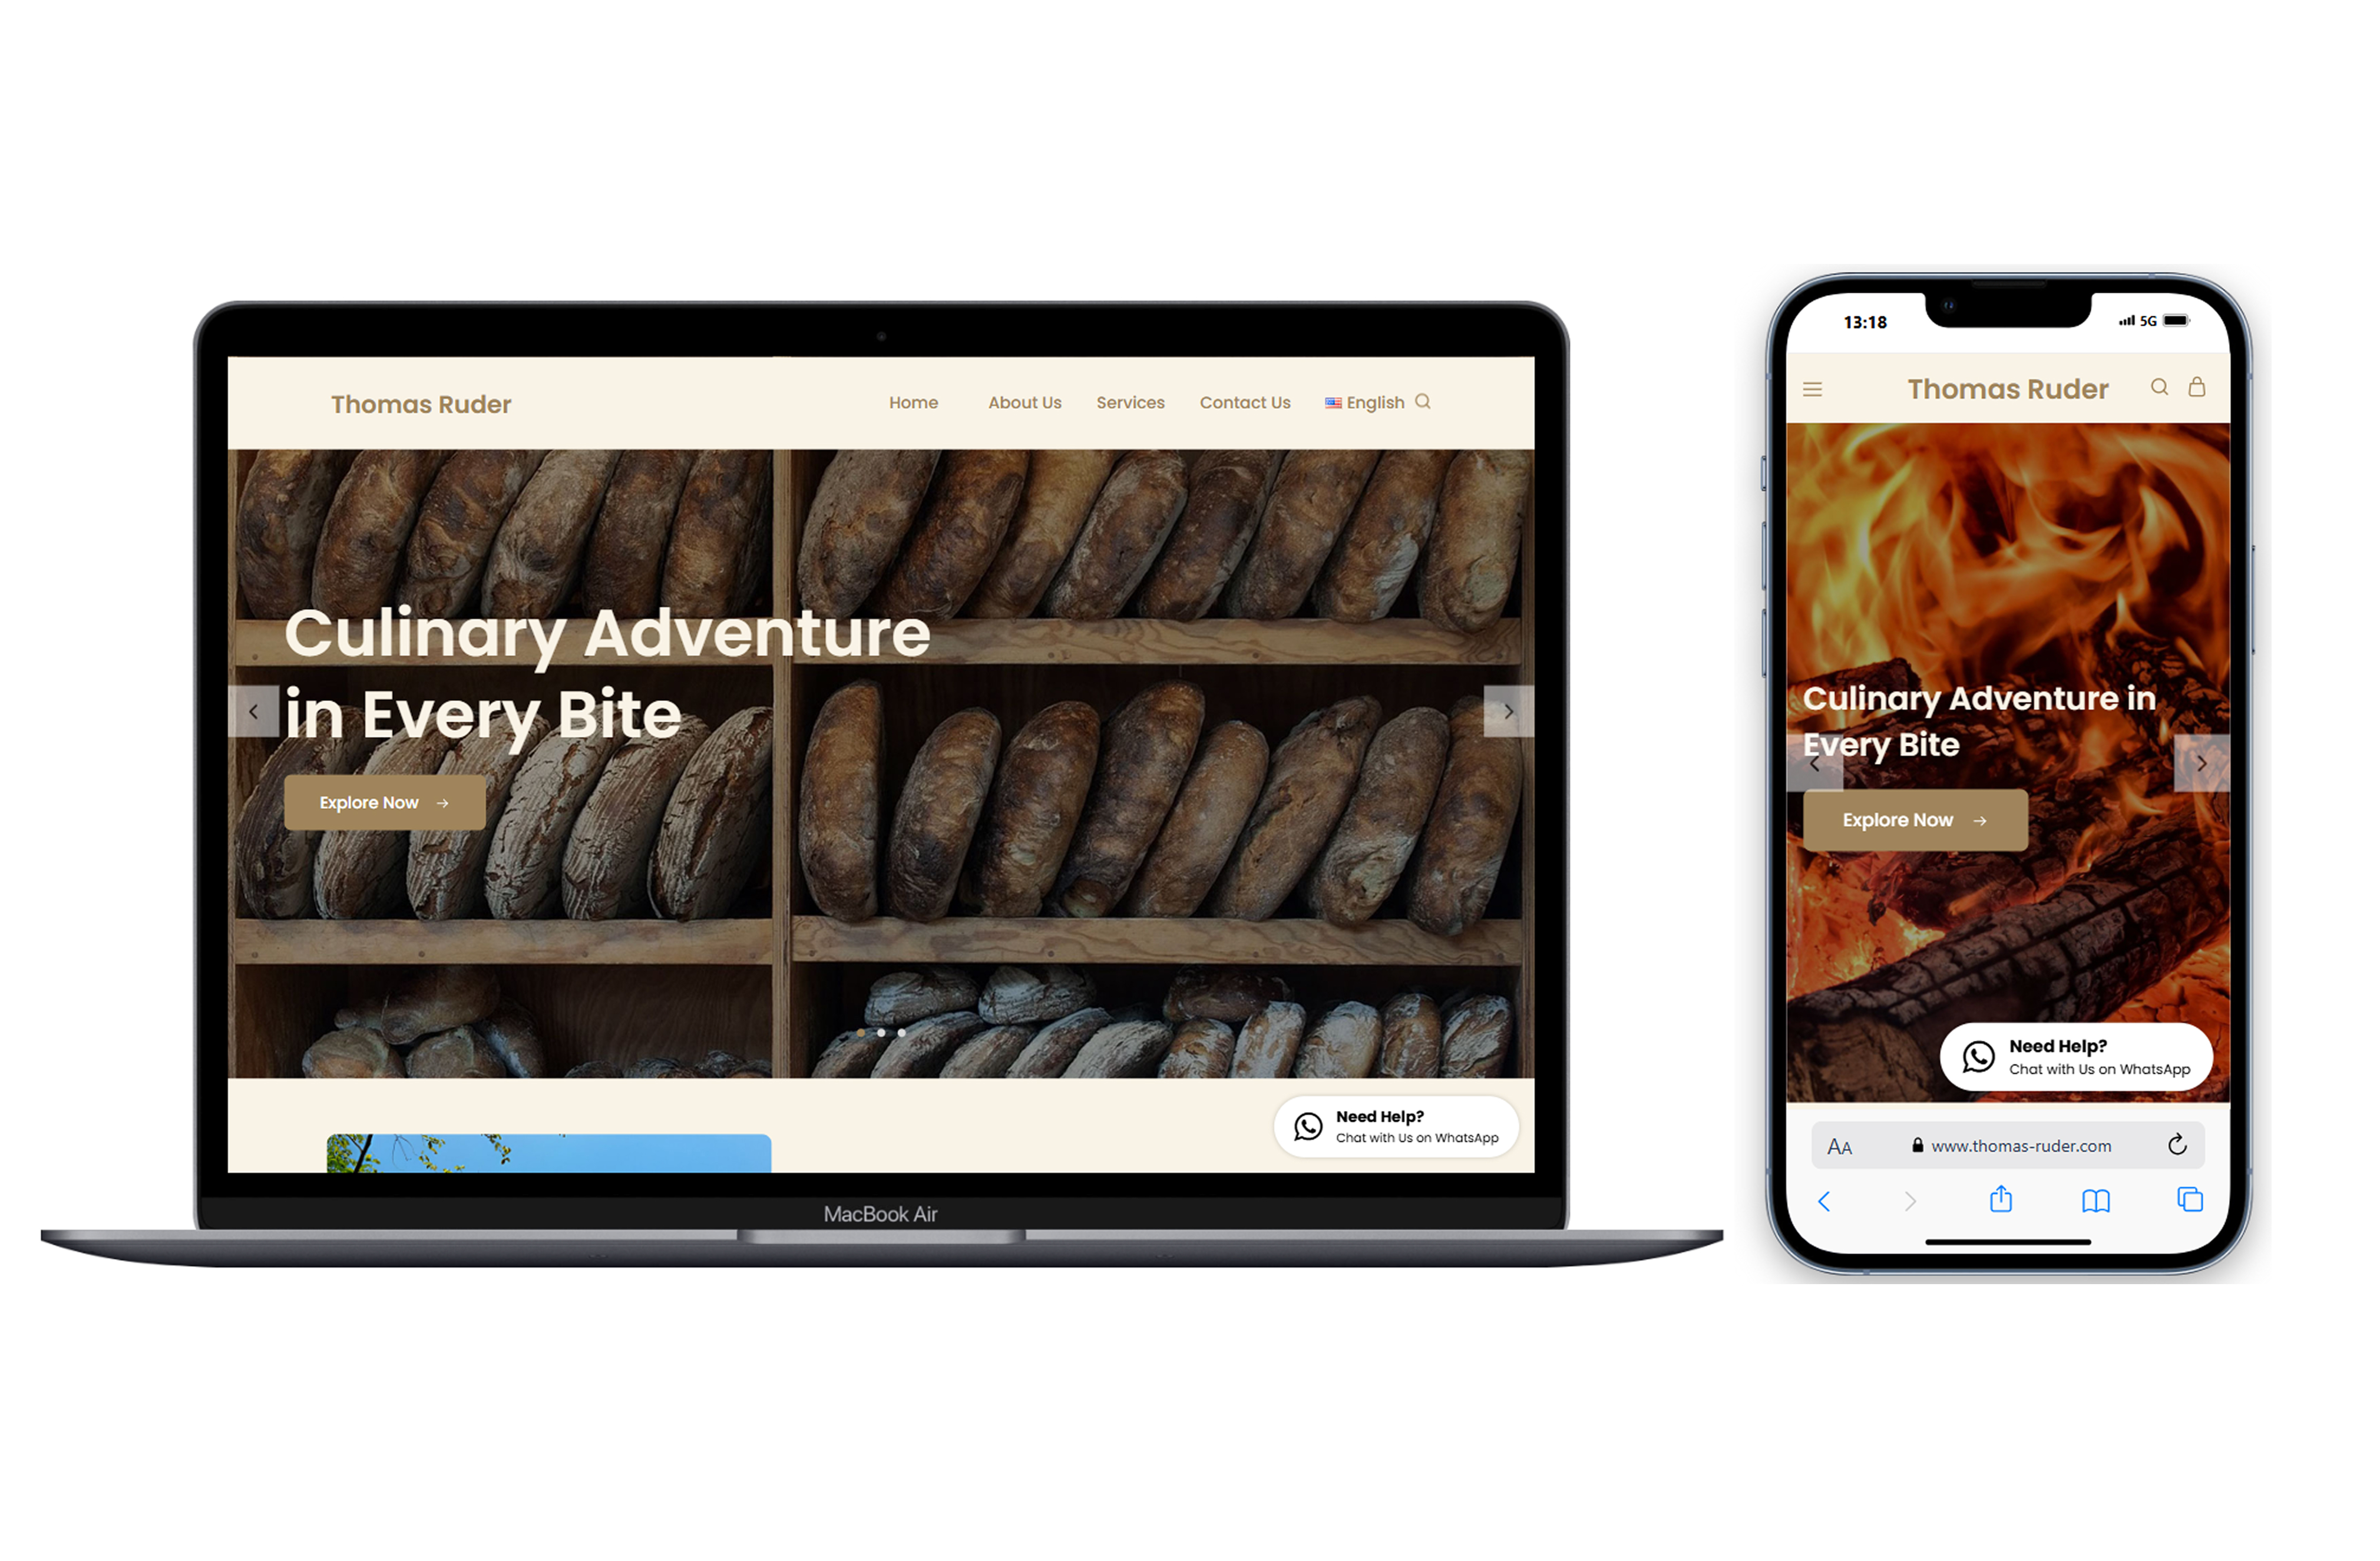 Thomas Ruder
Home About Us Services Contact Us English
Culinary Adventure
in Every Bite
Explore Now →
Need Help?
Chat with Us on WhatsApp
MacBook Air
13:18 5G
Thomas Ruder
Culinary Adventure in
Every Bite
Explore Now →
Need Help?
Chat with Us on WhatsApp
AA www.thomas-ruder.com